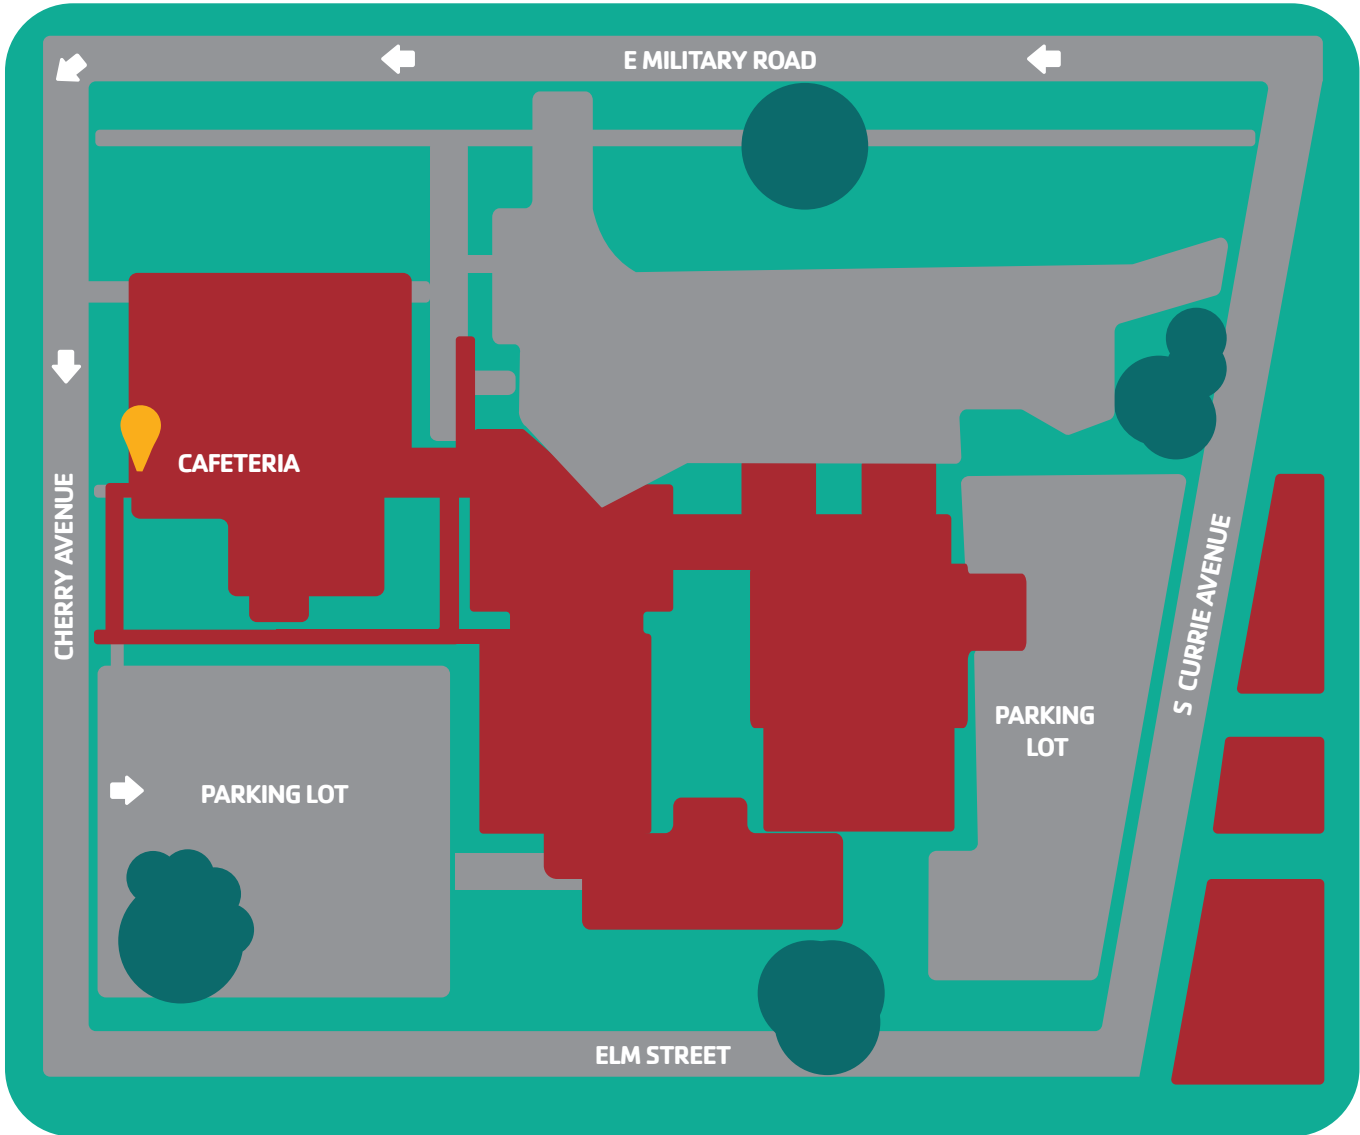 E MILITARY ROAD
CAFETERIA
CHERRY AVENUE
S CURRIE AVENUE
PARKING
LOT
PARKING LOT
ELM STREET